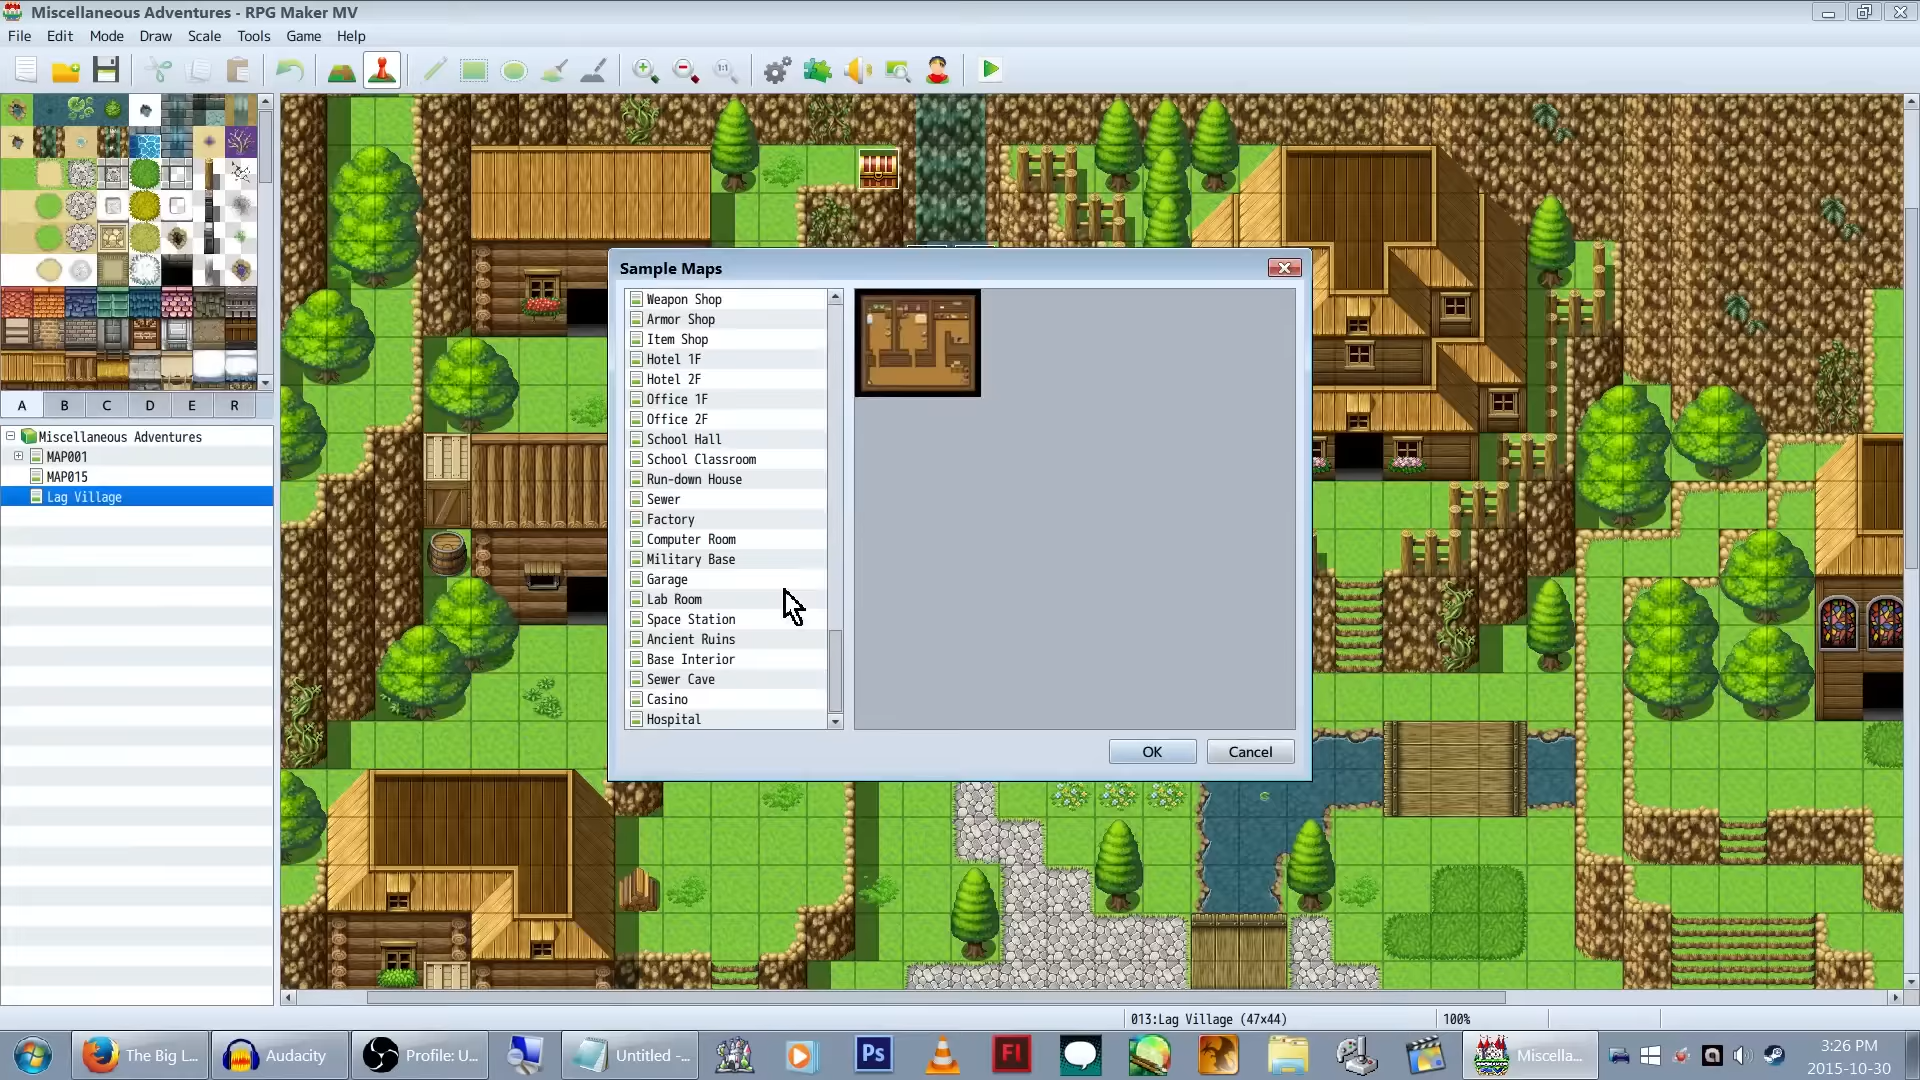 Miscellaneous Adventures - RPG Maker MV
File Edit Mode Draw Scale Tools Game Help
1:1
A B C D E R
Miscellaneous Adventures
MAP001
MAP015
Lag Village
Sample Maps
Weapon Shop
Armor Shop
Item Shop
Hotel 1F
Hotel 2F
Office 1F
Office 2F
School Hall
School Classroom
Run-down House
Sewer
Factory
Computer Room
Military Base
Garage
Lab Room
Space Station
Ancient Ruins
Base Interior
Sewer Cave
Casino
Hospital
OK Cancel
013:Lag Village (47x44) 100%
The Big L... Audacity Profile: U... Untitled -... Ps Fl Miscella... 3:26 PM
2015-10-30